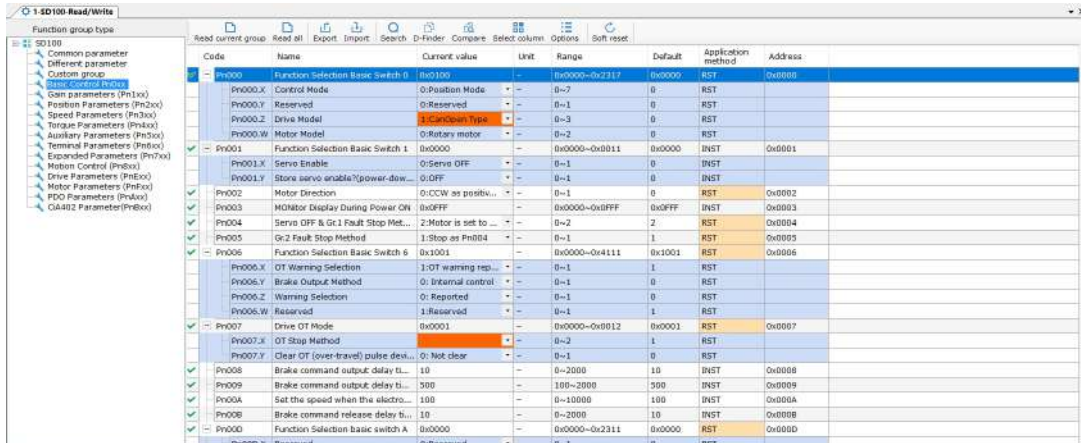 1-SD100-Read/Write
Function group type
Read current group Read all Export Import Search D-Finder Compare Select column Options Soft reset
SD100
Common parameter
Different parameter
Custom group
Basic Control Pn0xx
Gain parameters (Pn1xx)
Position Parameters (Pn2xx)
Speed Parameters (Pn3xx)
Torque Parameters (Pn4xx)
Auxiliary Parameters (Pn5xx)
Terminal Parameters (Pn6xx)
Expanded Parameters (Pn7xx)
Motion Control (Pn8xx)
Drive Parameters (PnExx)
Motor Parameters (PnFxx)
PDO Parameters (PnAxx)
CiA402 Parameter(PnBxx)
Code Name Current value Unit Range Default Application method Address
Pn000 Function Selection Basic Switch 0 0x0100 - 0x0000~0x2317 0x0000 RST 0x0000
Pn000.X Control Mode 0:Position Mode - 0~7 0 RST
Pn000.Y Reserved 0:Reserved - 0~1 0 RST
Pn000.Z Drive Model 1:CanOpen Type - 0~3 0 RST
Pn000.W Motor Model 0:Rotary motor - 0~2 0 RST
Pn001 Function Selection Basic Switch 1 0x0000 - 0x0000~0x0011 0x0000 INST 0x0001
Pn001.X Servo Enable 0:Servo OFF - 0~1 0 INST
Pn001.Y Store servo enable?(power-dow... 0:OFF - 0~1 0 INST
Pn002 Motor Direction 0:CCW as positiv... - 0~1 0 RST 0x0002
Pn003 MONitor Display During Power ON 0x0FFF - 0x0000~0x0FFF 0x0FFF INST 0x0003
Pn004 Servo OFF & Gr.1 Fault Stop Met... 2:Motor is set to ... - 0~2 2 RST 0x0004
Pn005 Gr.2 Fault Stop Method 1:Stop as Pn004 - 0~1 1 RST 0x0005
Pn006 Function Selection Basic Switch 6 0x1001 - 0x0000~0x4111 0x1001 RST 0x0006
Pn006.X OT Warning Selection 1:OT warning rep... - 0~1 1 RST
Pn006.Y Brake Output Method 0: Internal control - 0~1 0 RST
Pn006.Z Warning Selection 0: Reported - 0~1 0 RST
Pn006.W Reserved 1:Reserved - 0~1 1 RST
Pn007 Drive OT Mode 0x0001 - 0x0000~0x0012 0x0001 RST 0x0007
Pn007.X OT Stop Method - 0~2 1 RST
Pn007.Y Clear OT (over-travel) pulse devi... 0: Not clear - 0~1 0 RST
Pn008 Brake command output delay ti... 10 - 0~2000 10 INST 0x0008
Pn009 Brake command output delay ti... 500 - 100~2000 500 INST 0x0009
Pn00A Set the speed when the electro... 100 - 0~10000 100 INST 0x000A
Pn00B Brake command release delay ti... 10 - 0~2000 10 INST 0x000B
Pn00D Function Selection basic switch A 0x0000 - 0x0000~0x2311 0x0000 RST 0x000D